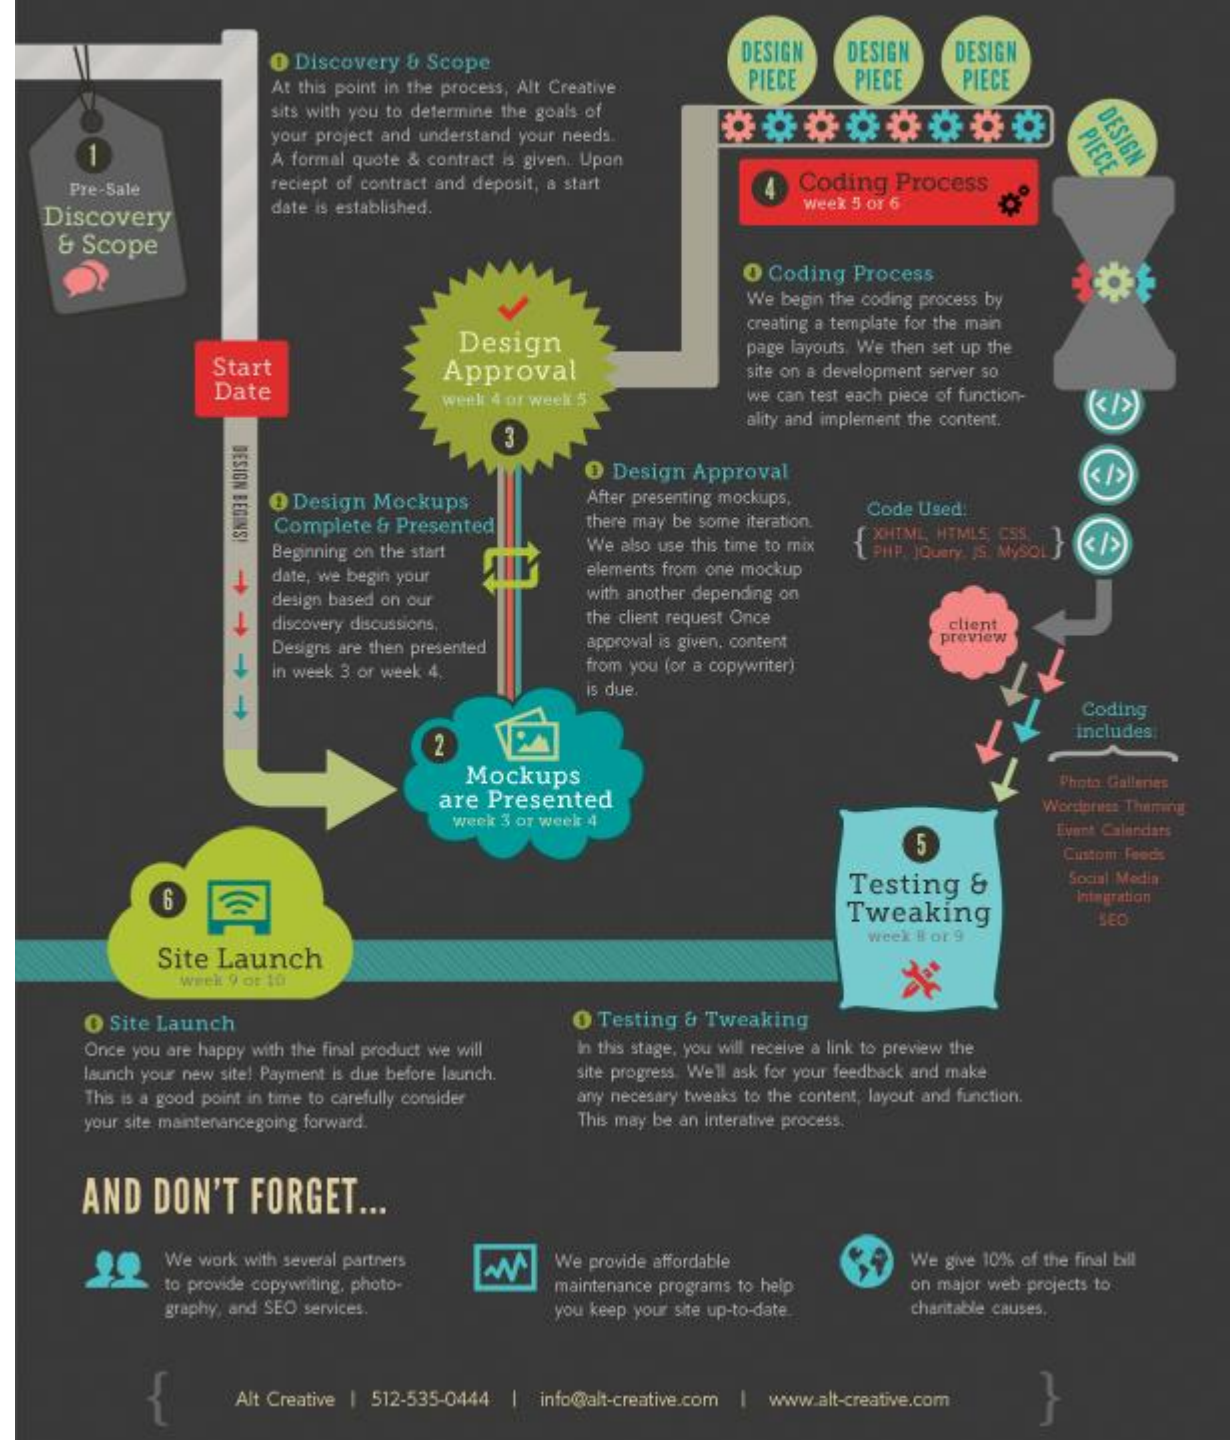 1
Pre-Sale
Discovery
& Scope
1 Discovery & Scope
At this point in the process, Alt Creative
sits with you to determine the goals of
your project and understand your needs.
A formal quote & contract is given. Upon
reciept of contract and deposit, a start
date is established.
Start
Date
DESIGN BEGINS!
Design Mockups
Complete & Presented
Beginning on the start
date, we begin your
design based on our
discovery discussions.
Designs are then presented
in week 3 or week 4.
2
Mockups
are Presented
week 3 or week 4
Design
Approval
week 4 or week 5
3
Design Approval
After presenting mockups,
there may be some iteration.
We also use this time to mix
elements from one mockup
with another depending on
the client request Once
approval is given, content
from you (or a copywriter)
is due.
DESIGN
PIECE
DESIGN
PIECE
DESIGN
PIECE
DESIGN
PIECE
4 Coding Process
week 5 or 6
Coding Process
We begin the coding process by
creating a template for the main
page layouts. We then set up the
site on a development server so
we can test each piece of function-
ality and implement the content.
</>
</>
</>
Code Used:
{ XHTML, HTML5, CSS, }
PHP, JQuery, JS, MySQL
client
preview
Coding
includes:
Photo Galleries
Wordpress Theming
Event Calendars
Custom Feeds
Social Media
Integration
SEO
5
Testing &
Tweaking
week 8 or 9
6
Site Launch
week 9 or 10
Site Launch
Once you are happy with the final product we will
launch your new site! Payment is due before launch.
This is a good point in time to carefully consider
your site maintenancegoing forward.
Testing & Tweaking
In this stage, you will receive a link to preview the
site progress. We'll ask for your feedback and make
any necesary tweaks to the content, layout and function.
This may be an interative process.
AND DON'T FORGET...
We work with several partners
to provide copywriting, photo-
graphy, and SEO services.
We provide affordable
maintenance programs to help
you keep your site up-to-date.
We give 10% of the final bill
on major web projects to
charitable causes.
{ Alt Creative | 512-535-0444 | info@alt-creative.com | www.alt-creative.com }